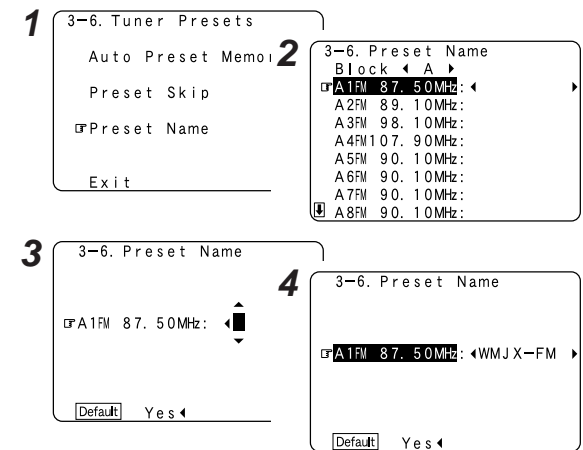 1
3-6. Tuner Presets
Auto Preset Memor
Preset Skip
☞Preset Name
Exit
2
3-6. Preset Name
Block ◀ A ▶
☞A1FM 87. 50MHz: ◀ ▶
A2FM 89. 10MHz:
A3FM 98. 10MHz:
A4FM107. 90MHz:
A5FM 90. 10MHz:
A6FM 90. 10MHz:
A7FM 90. 10MHz:
A8FM 90. 10MHz:
3
3-6. Preset Name
☞A1FM 87. 50MHz: ◀
Default Yes◀
4
3-6. Preset Name
☞A1FM 87. 50MHz: ◀WMJX-FM ▶
Default Yes◀